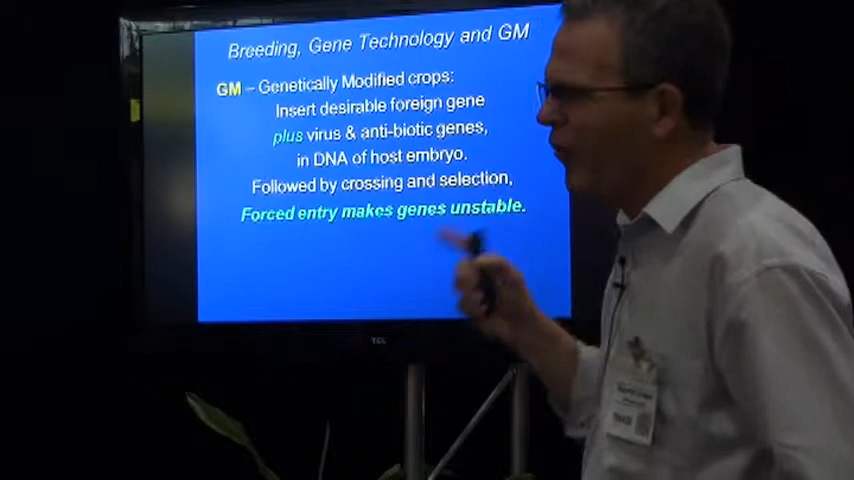 Breeding, Gene Technology and GM
GM – Genetically Modified crops:
Insert desirable foreign gene
plus virus & anti-biotic genes,
in DNA of host embryo.
Followed by crossing and selection,
Forced entry makes genes unstable.
TCL